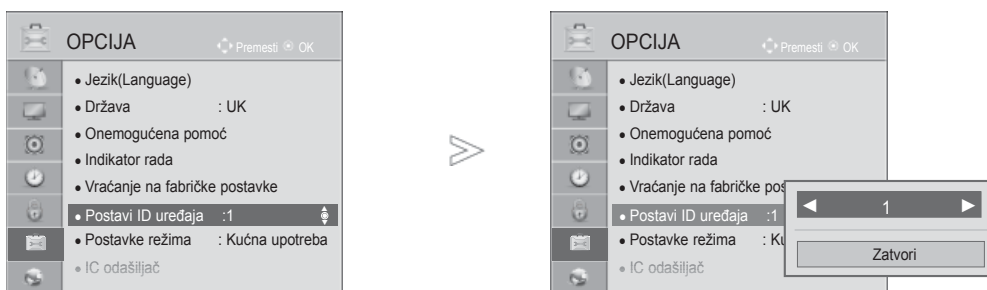 OPCIJA Premesti OK
• Jezik(Language)
• Država : UK
• Onemogućena pomoć
• Indikator rada
• Vraćanje na fabričke postavke
• Postavi ID uređaja :1
• Postavke režima : Kućna upotreba
• IC odašiljač
OPCIJA Premesti OK
• Jezik(Language)
• Država : UK
• Onemogućena pomoć
• Indikator rada
• Vraćanje na fabričke pos
• Postavi ID uređaja :1
• Postavke režima : Ku
• IC odašiljač
◄ 1 ►
Zatvori